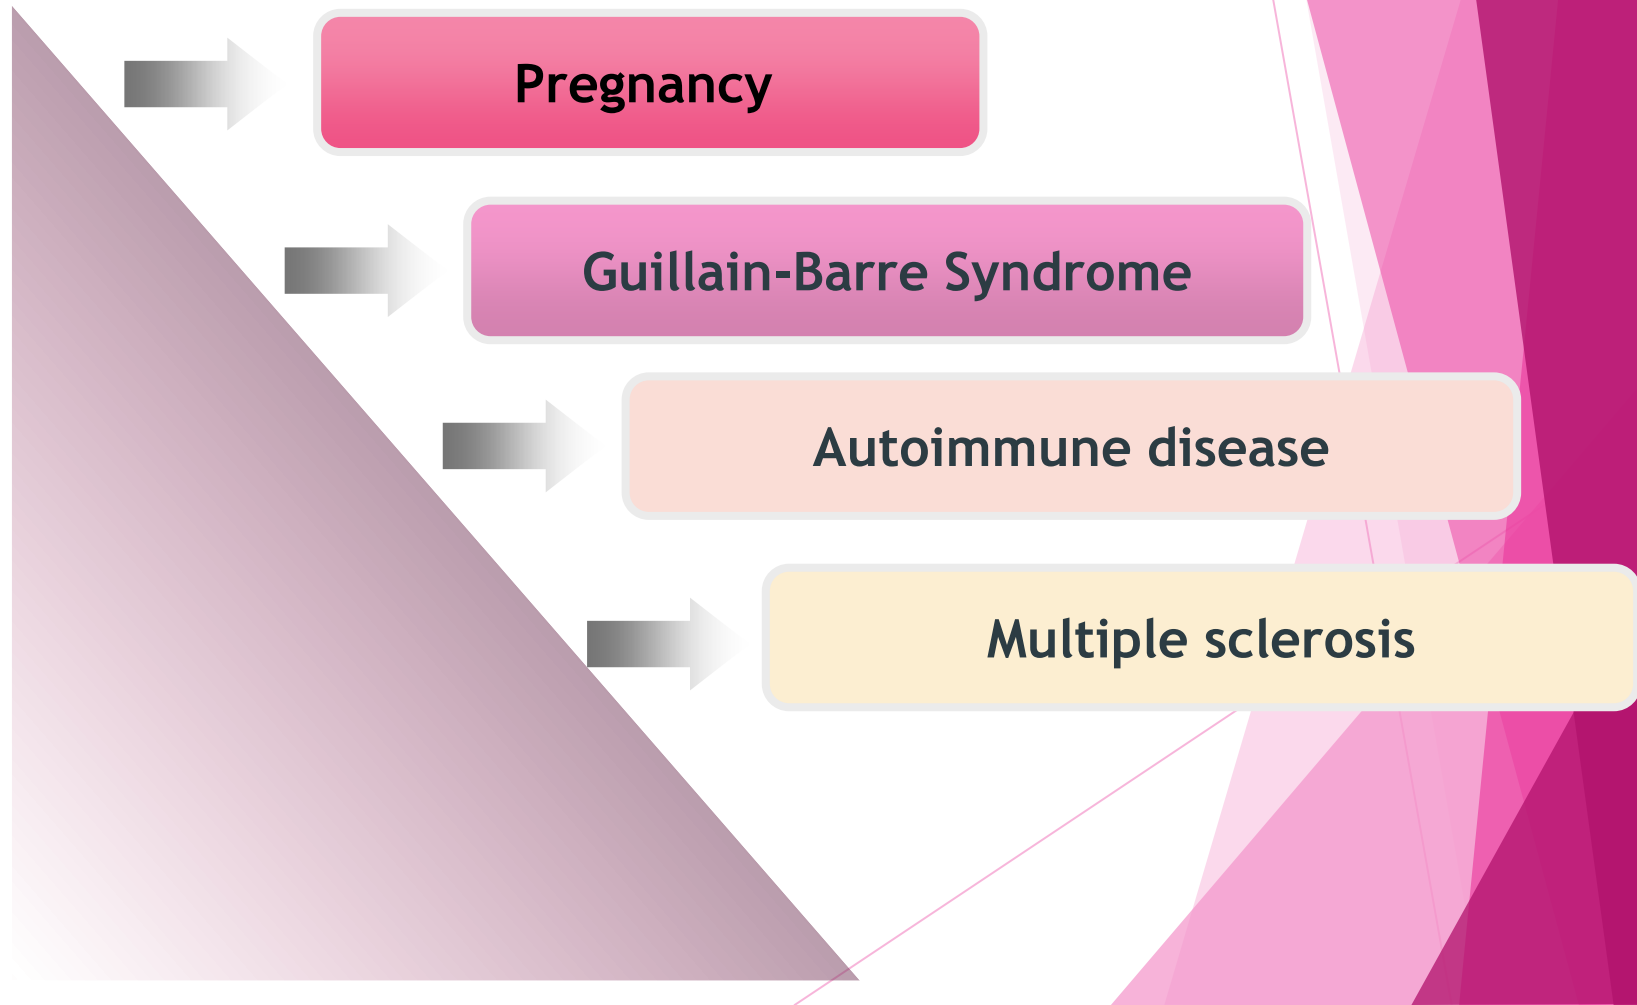 Pregnancy
Guillain-Barre Syndrome
Autoimmune disease
Multiple sclerosis